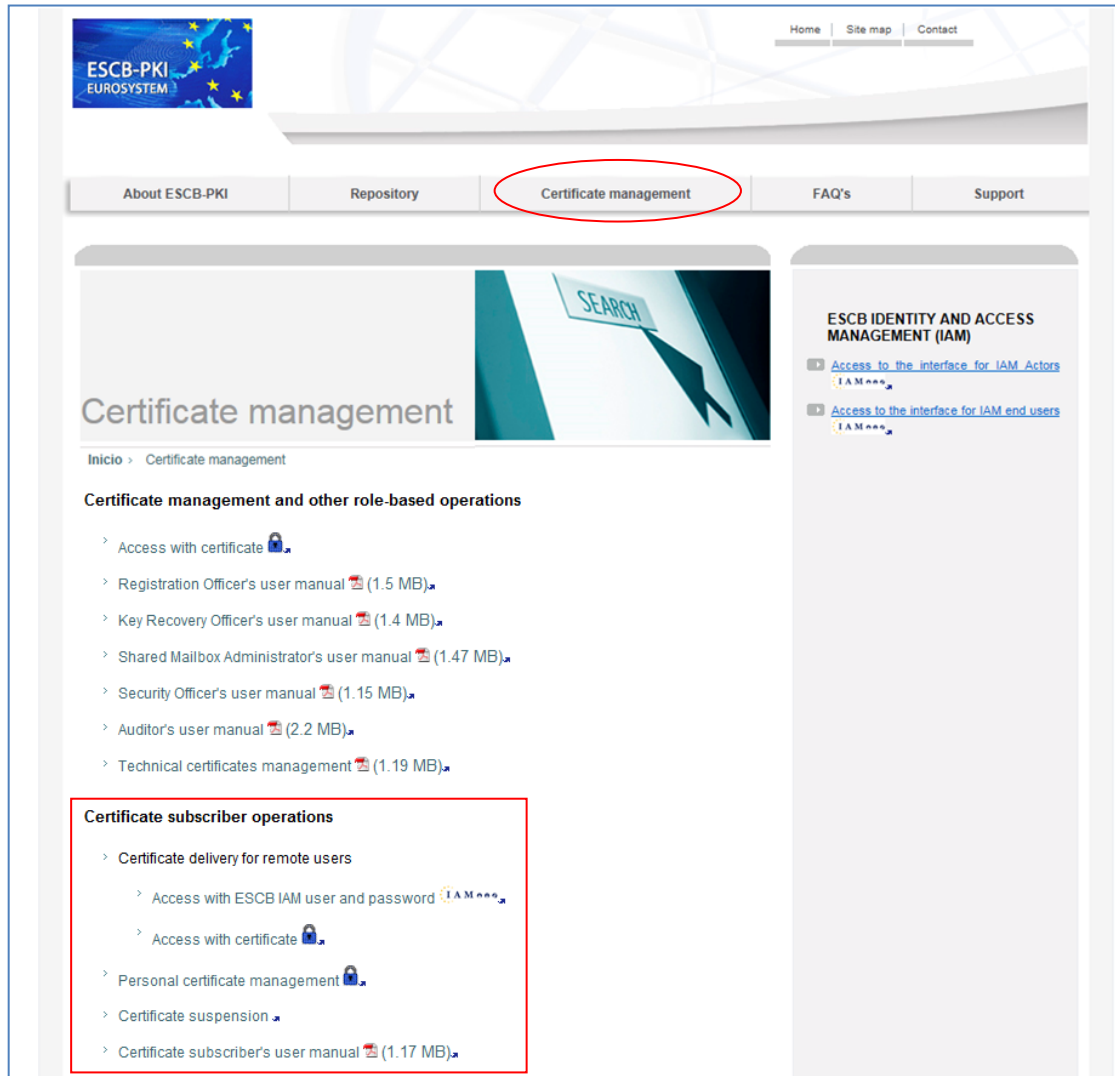 Home | Site map | Contact
ESCB-PKI
EUROSYSTEM
About ESCB-PKI
Repository
Certificate management
FAQ's
Support
SEARCH
Certificate management
Inicio > Certificate management
Certificate management and other role-based operations
Access with certificate
Registration Officer's user manual (1.5 MB)
Key Recovery Officer's user manual (1.4 MB)
Shared Mailbox Administrator's user manual (1.47 MB)
Security Officer's user manual (1.15 MB)
Auditor's user manual (2.2 MB)
Technical certificates management (1.19 MB)
Certificate subscriber operations
Certificate delivery for remote users
Access with ESCB IAM user and password IAM
Access with certificate
Personal certificate management
Certificate suspension
Certificate subscriber's user manual (1.17 MB)
ESCB IDENTITY AND ACCESS
MANAGEMENT (IAM)
Access to the interface for IAM Actors
IAM
Access to the interface for IAM end users
IAM